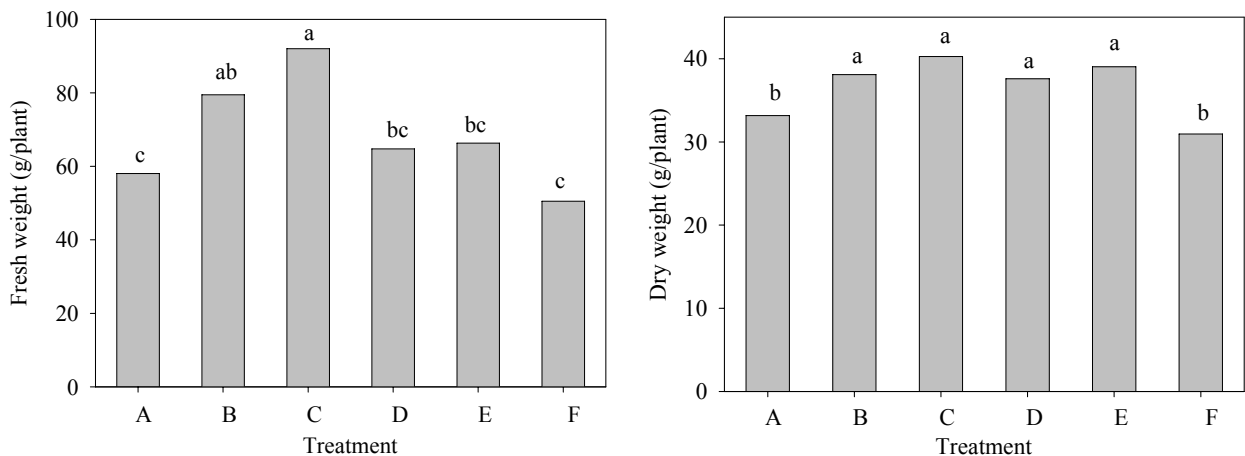 Fresh weight (g/plant)
100
80
60
40
20
0
c
ab
a
bc
bc
c
A B C D E F
Treatment
Dry weight (g/plant)
40
30
20
10
0
b
a
a
a
a
b
A B C D E F
Treatment